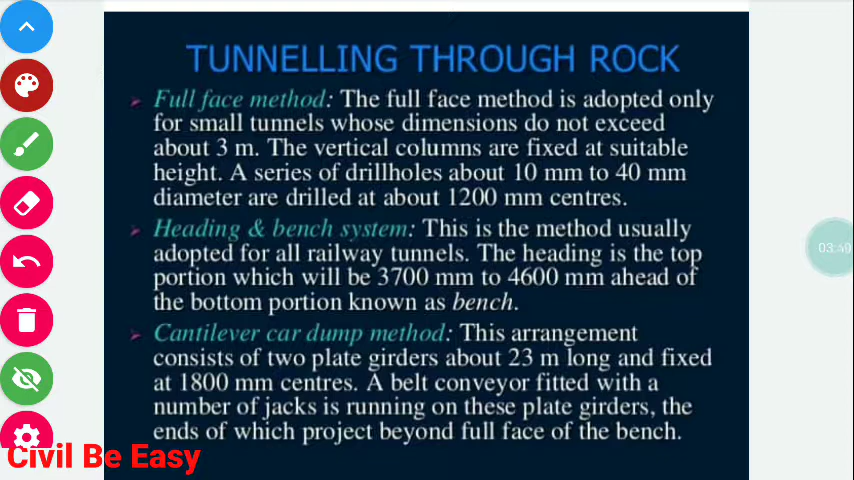 TUNNELLING THROUGH ROCK
Full face method: The full face method is adopted only
for small tunnels whose dimensions do not exceed
about 3 m. The vertical columns are fixed at suitable
height. A series of drillholes about 10 mm to 40 mm
diameter are drilled at about 1200 mm centres.
Heading & bench system: This is the method usually
adopted for all railway tunnels. The heading is the top
portion which will be 3700 mm to 4600 mm ahead of
the bottom portion known as bench.
Cantilever car dump method: This arrangement
consists of two plate girders about 23 m long and fixed
at 1800 mm centres. A belt conveyor fitted with a
number of jacks is running on these plate girders, the
ends of which project beyond full face of the bench.
Civil Be Easy